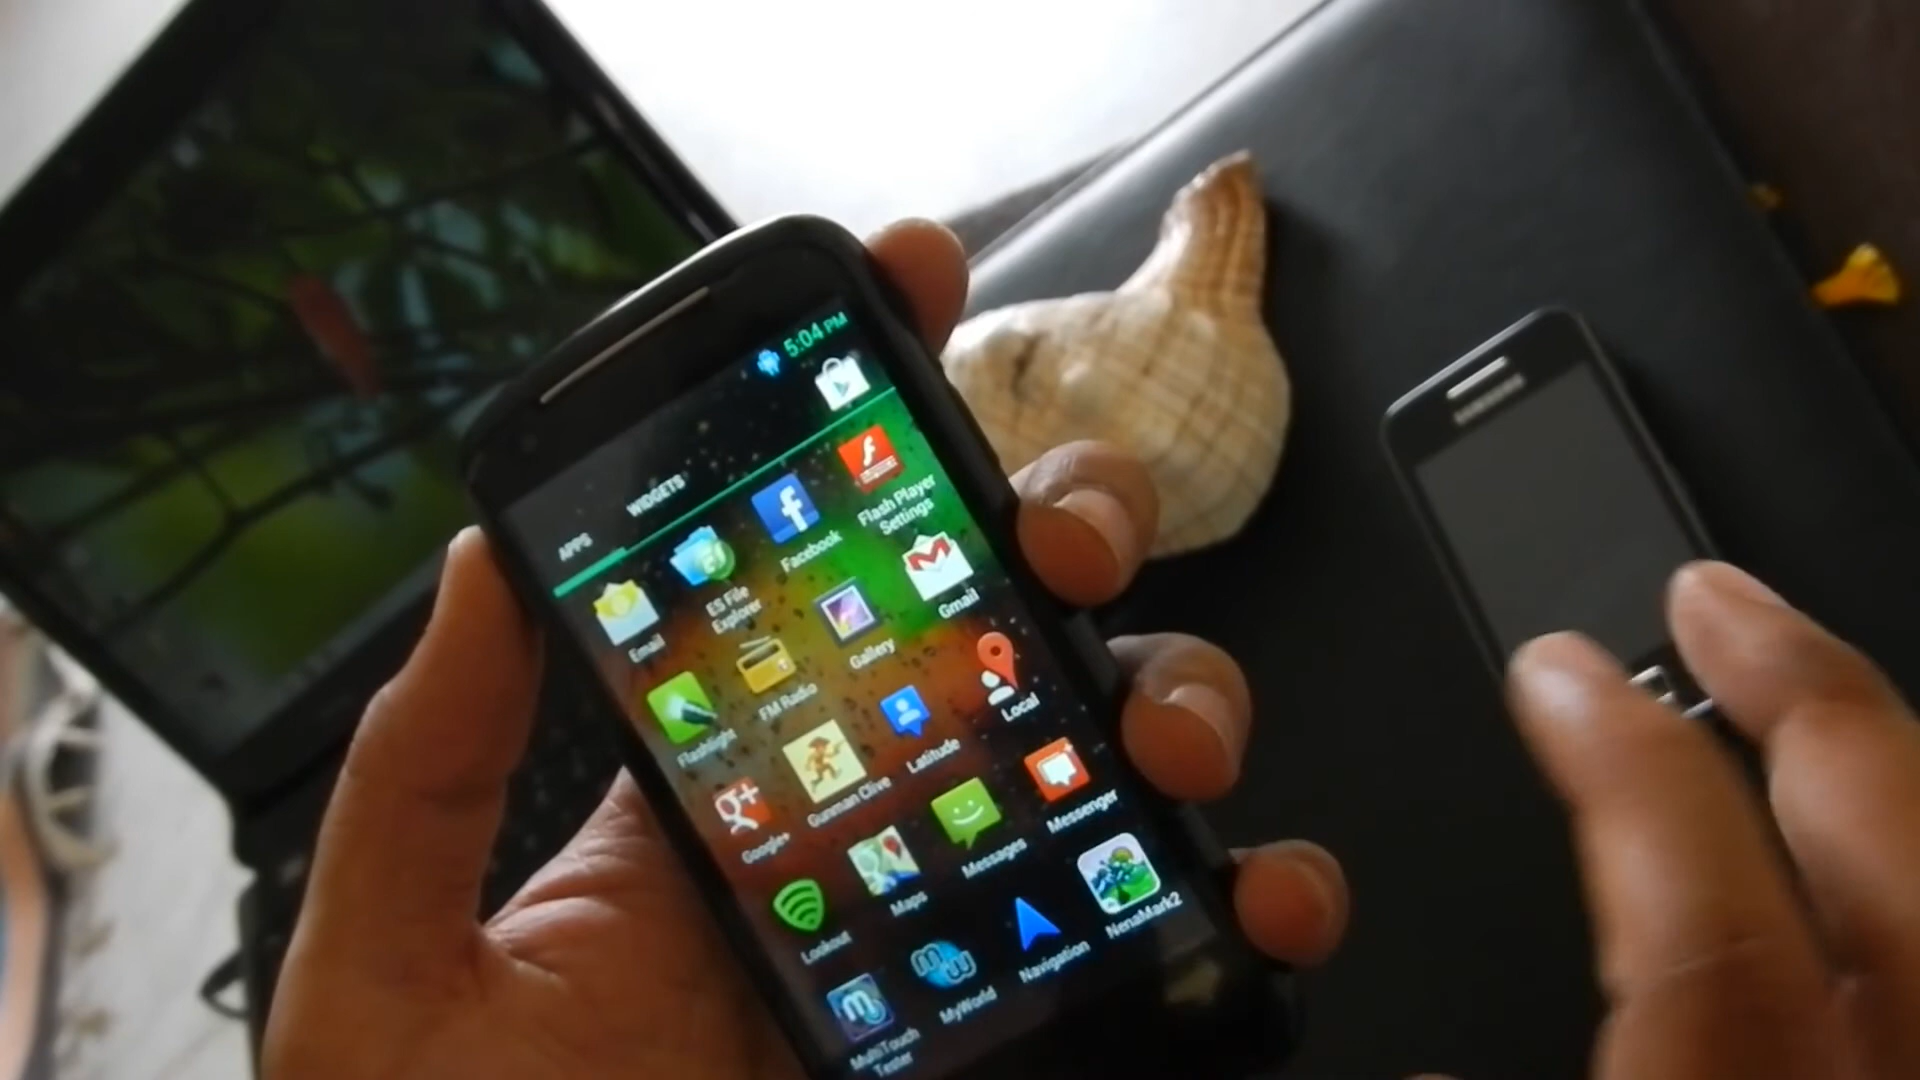 5:04 PM
APPS
WIDGETS
Email
ES File
Explorer
Facebook
Flash Player
Settings
Flashlight
FM Radio
Gallery
Gmail
Google+
Gunman Clive
Latitude
Local
Lookout
Maps
Messages
Messenger
MultiTouch
Tester
MyWorld
Navigation
NenaMark2